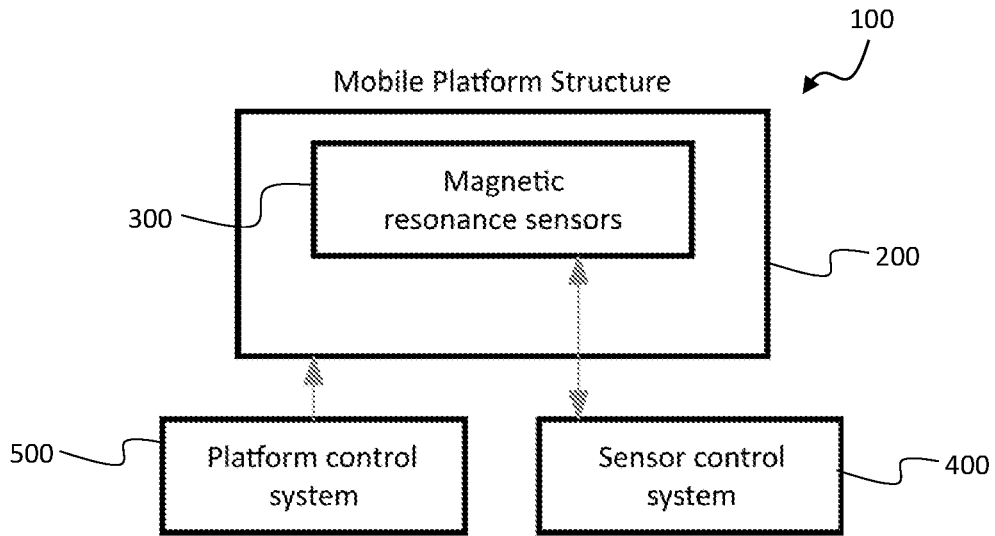 100
Mobile Platform Structure
Magnetic
resonance sensors
300
200
Platform control
system
500
Sensor control
system
400